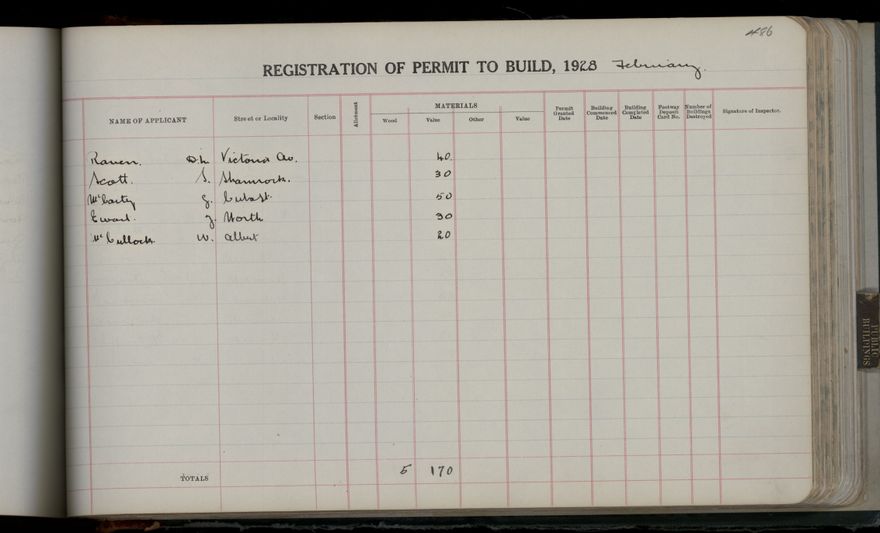 486
REGISTRATION OF PERMIT TO BUILD, 1928 February.
NAME OF APPLICANT Street or Locality Section Allotment MATERIALS Permit Granted Date Building Commenced Date Building Completed Date Footway Deposit Card No. Number of Buildings Destroyed Signature of Inspector.
Wood Value Other Value
Raven. D.L. Victoria Av. 40.
Scott. S. Shamrock. 30
McCarty J. Cuba St. 50
Ewart. J. North 30
McCulloch W. Albert 20
TOTALS 5 170
PUBLIC BUILDINGS